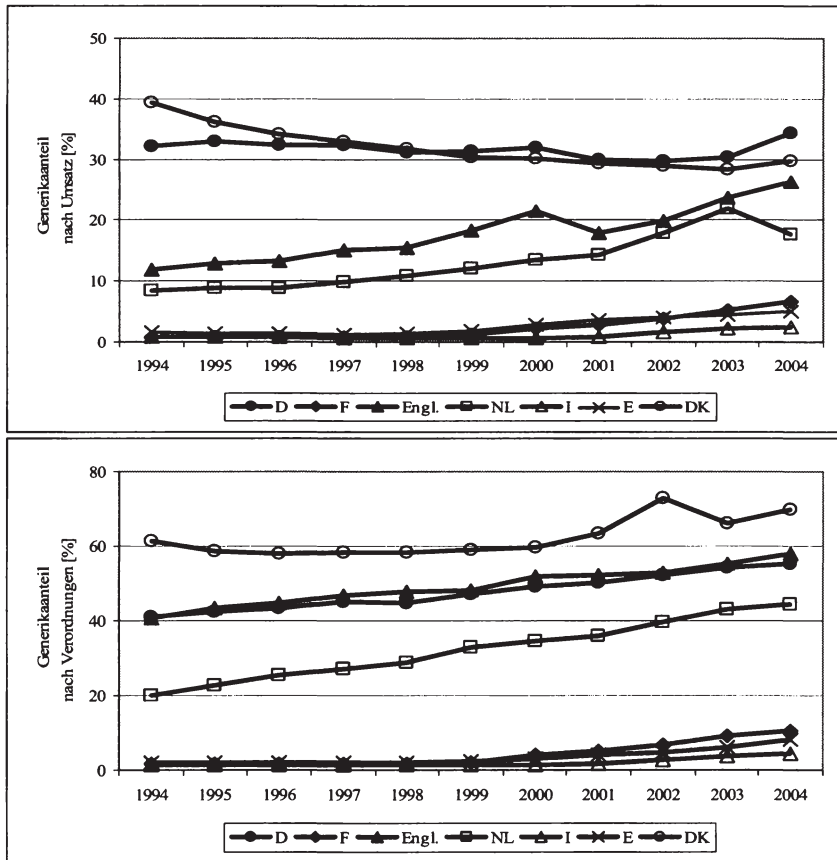 Generikaanteil
nach Umsatz [%]
50
40
30
20
10
0
1994 1995 1996 1997 1998 1999 2000 2001 2002 2003 2004
D F Engl. NL I E DK
Generikaanteil
nach Verordnungen [%]
80
60
40
20
0
1994 1995 1996 1997 1998 1999 2000 2001 2002 2003 2004
D F Engl. NL I E DK